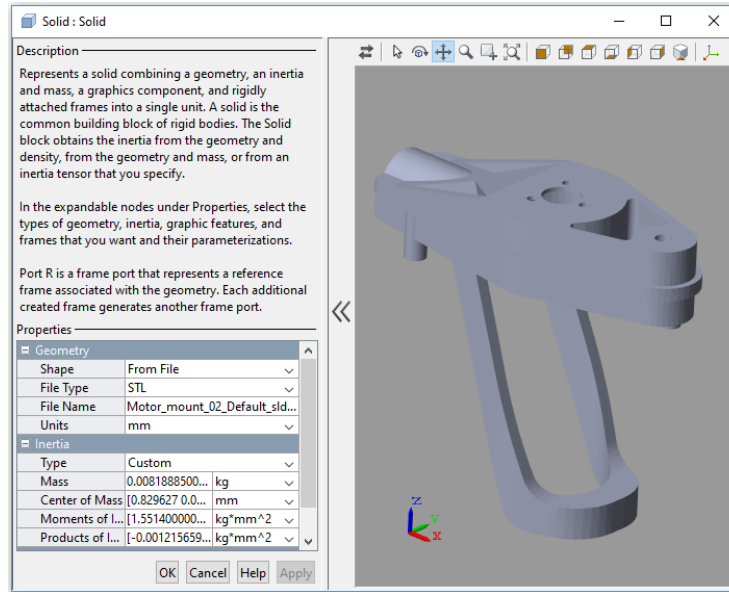 Solid : Solid
Description
Represents a solid combining a geometry, an inertia
and mass, a graphics component, and rigidly
attached frames into a single unit. A solid is the
common building block of rigid bodies. The Solid
block obtains the inertia from the geometry and
density, from the geometry and mass, or from an
inertia tensor that you specify.
In the expandable nodes under Properties, select the
types of geometry, inertia, graphic features, and
frames that you want and their parameterizations.
Port R is a frame port that represents a reference
frame associated with the geometry. Each additional
created frame generates another frame port.
Properties
Geometry
Shape From File
File Type STL
File Name Motor_mount_02_Default_sld...
Units mm
Inertia
Type Custom
Mass 0.0081888500... kg
Center of Mass [0.829627 0.0... mm
Moments of I... [1.551400000... kg*mm^2
Products of I... [-0.001215659... kg*mm^2
OK Cancel Help Apply
Z
Y
X